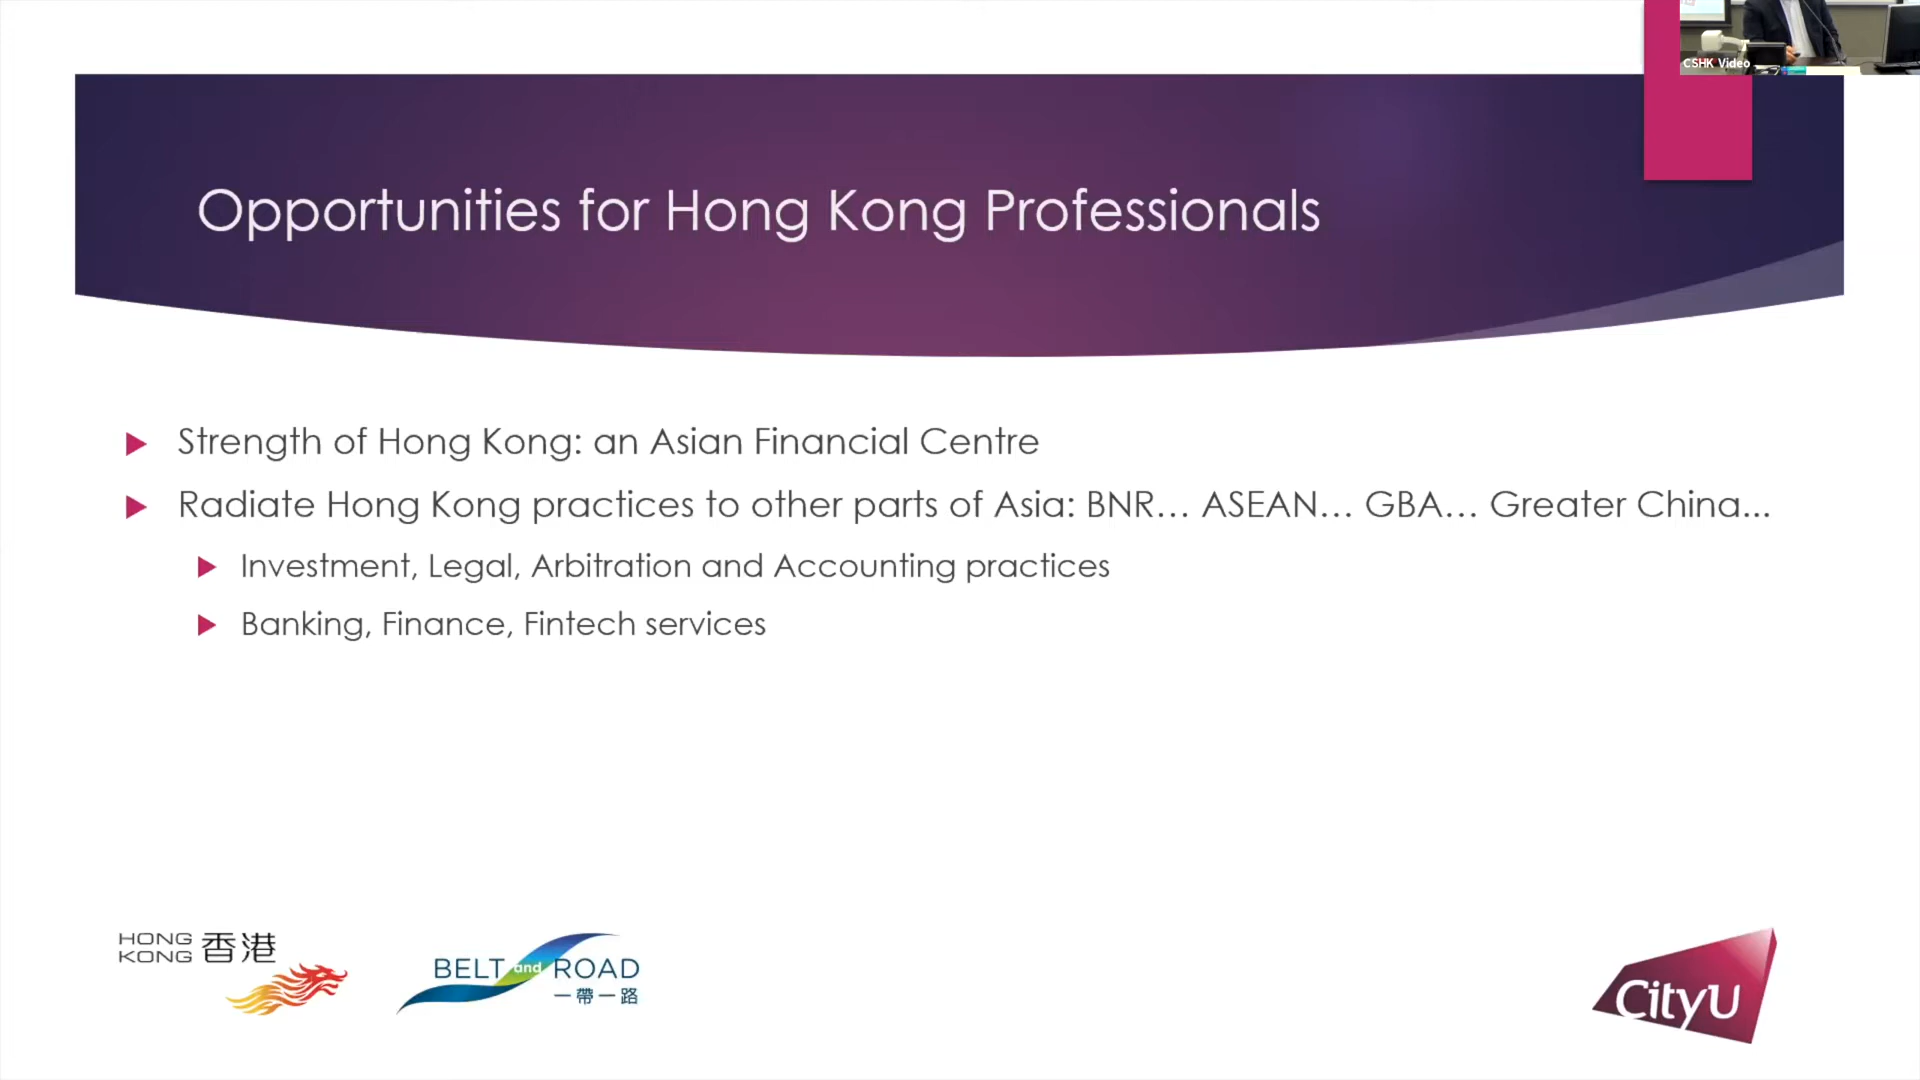 CSHK Video
Opportunities for Hong Kong Professionals
Strength of Hong Kong: an Asian Financial Centre
Radiate Hong Kong practices to other parts of Asia: BNR... ASEAN... GBA... Greater China...
Investment, Legal, Arbitration and Accounting practices
Banking, Finance, Fintech services
HONG KONG 香港
BELT and ROAD
一帶一路
CityU